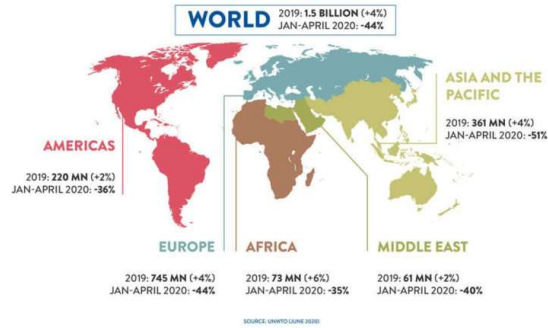 WORLD
2019: 1.5 BILLION (+4%)
JAN-APRIL 2020: -44%
ASIA AND THE
PACIFIC
2019: 361 MN (+4%)
JAN-APRIL 2020: -51%
AMERICAS
2019: 220 MN (+2%)
JAN-APRIL 2020: -36%
EUROPE
2019: 745 MN (+4%)
JAN-APRIL 2020: -44%
AFRICA
2019: 73 MN (+6%)
JAN-APRIL 2020: -35%
MIDDLE EAST
2019: 61 MN (+2%)
JAN-APRIL 2020: -40%
SOURCE: UNWTO (JUNE 2020)